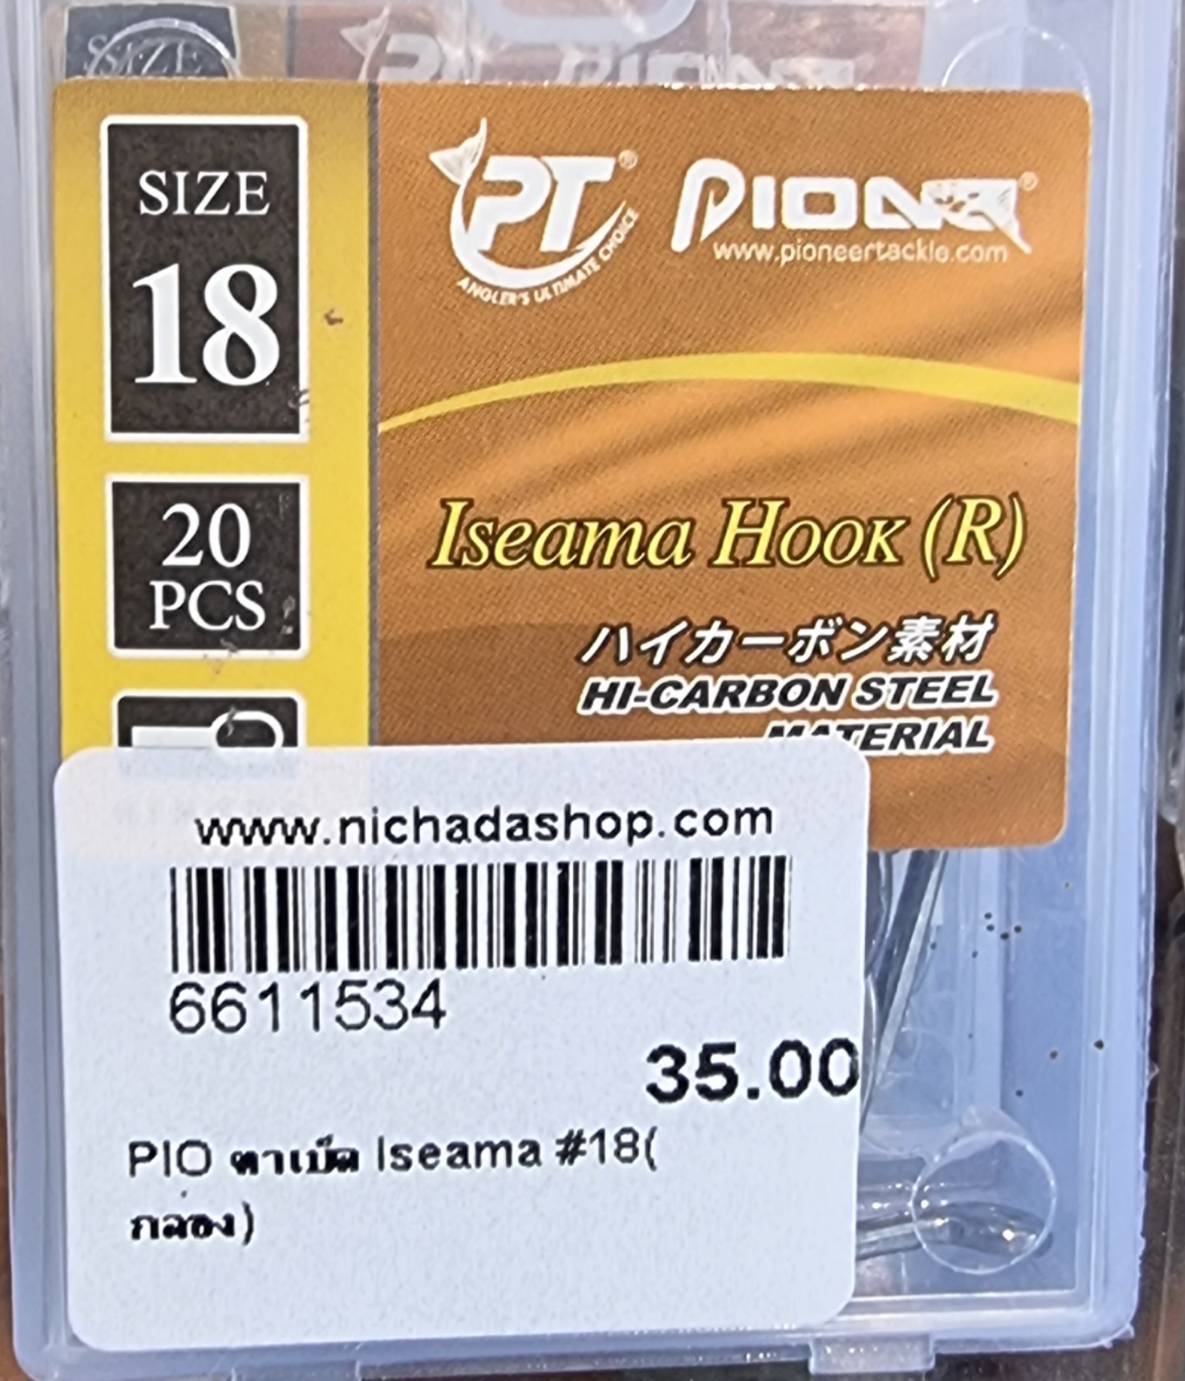 SIZE
SIZE
18
20
PCS
PT®
ANGLER'S ULTIMATE CHOICE
PIONEER®
www.pioneertackle.com
Iseama Hook (R)
ハイカーボン素材
HI-CARBON STEEL
MATERIAL
www.nichadashop.com
6611534
35.00
PIO ตาเบ็ด Iseama #18(
กล่อง)